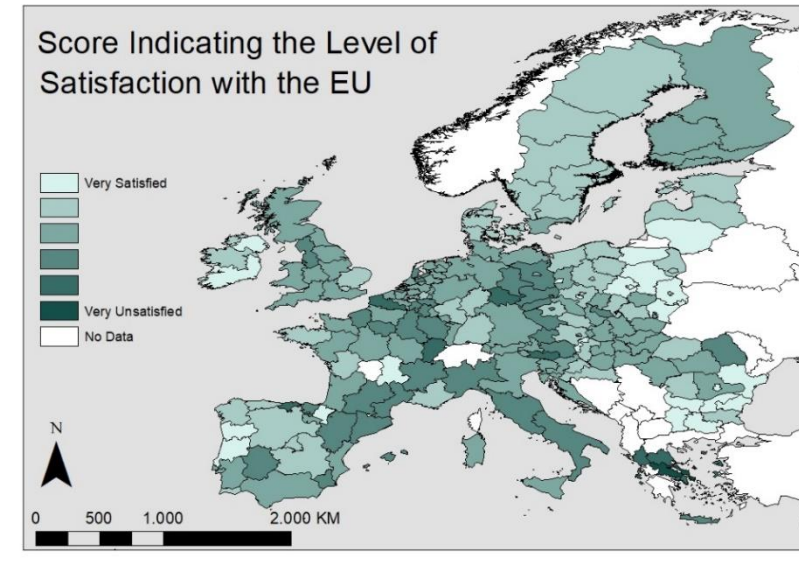 Score Indicating the Level of
Satisfaction with the EU
Very Satisfied
Very Unsatisfied
No Data
N
0 500 1.000 2.000 KM